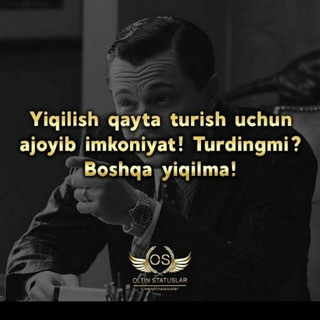 Yiqilish qayta turish uchun
ajoyib imkoniyat! Turdingmi?
Boshqa yiqilma!
OS
OLTIN STATUSLAR